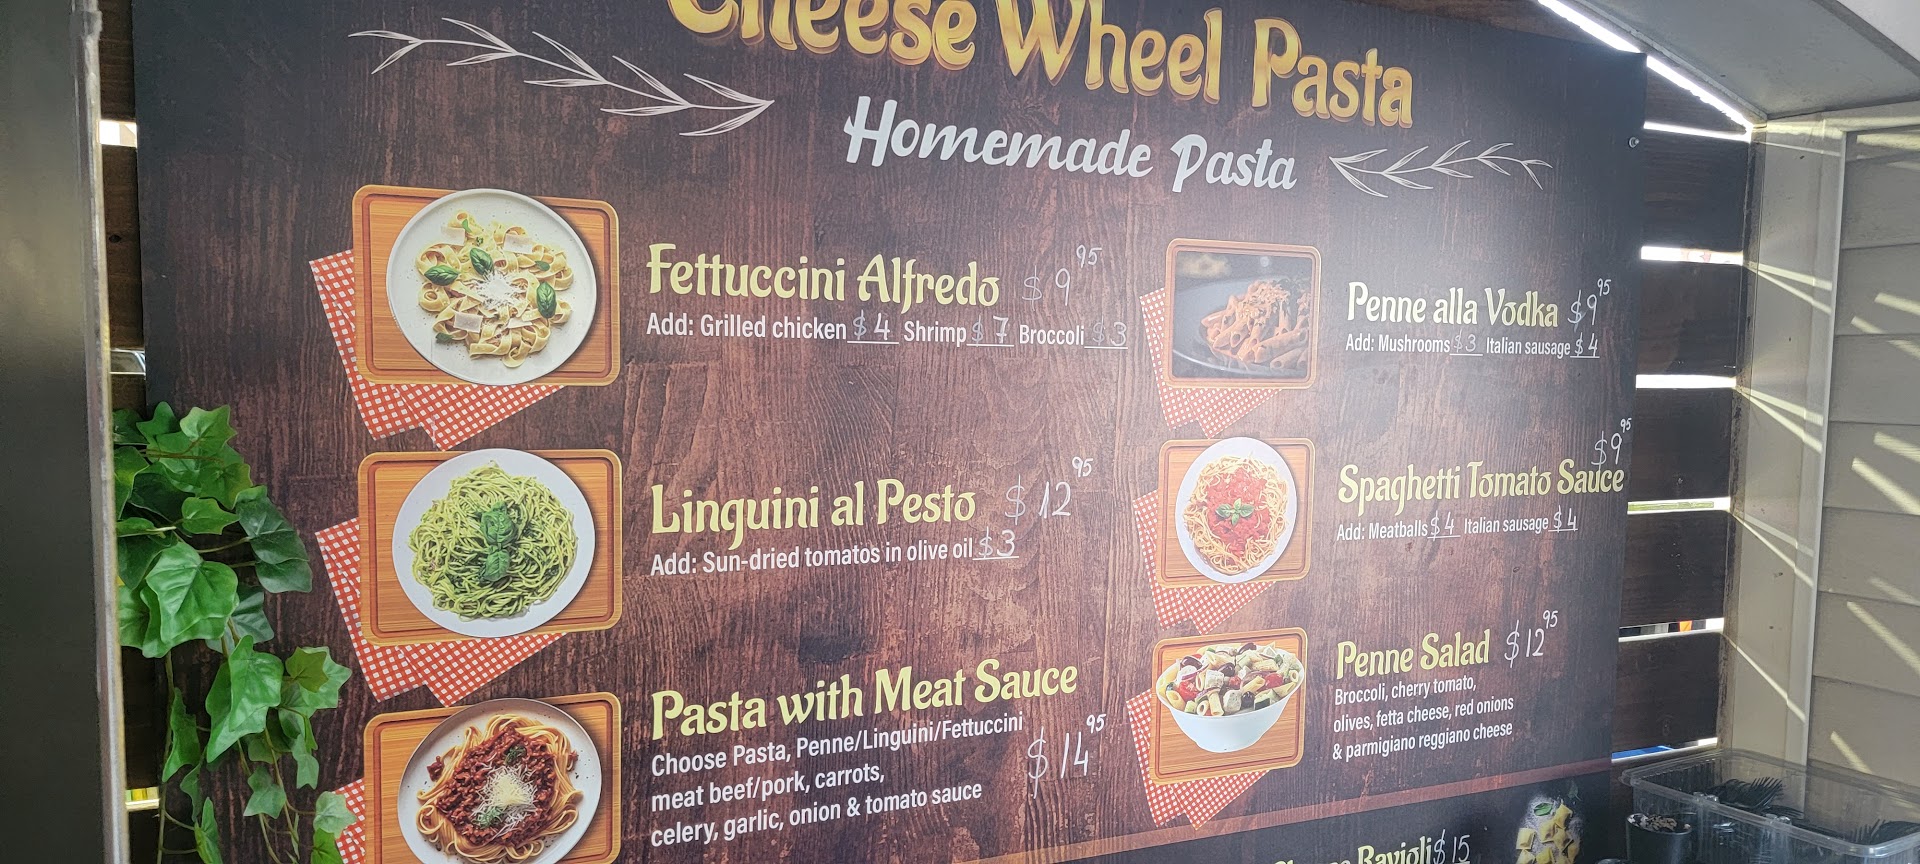 Cheese Wheel Pasta
Homemade Pasta
Fettuccini Alfredo $9 95
Add: Grilled chicken $4 Shrimp $7 Broccoli $3
Linguini al Pesto $12 95
Add: Sun-dried tomatos in olive oil $3
Pasta with Meat Sauce
Choose Pasta, Penne/Linguini/Fettuccini
meat beef/pork, carrots,
celery, garlic, onion & tomato sauce
$14 95
Penne alla Vodka $9 95
Add: Mushrooms $3 Italian sausage $4
$9 95
Spaghetti Tomato Sauce
Add: Meatballs $4 Italian sausage $4
Penne Salad $12 95
Broccoli, cherry tomato,
olives, fetta cheese, red onions
& parmigiano reggiano cheese
Ravioli $15